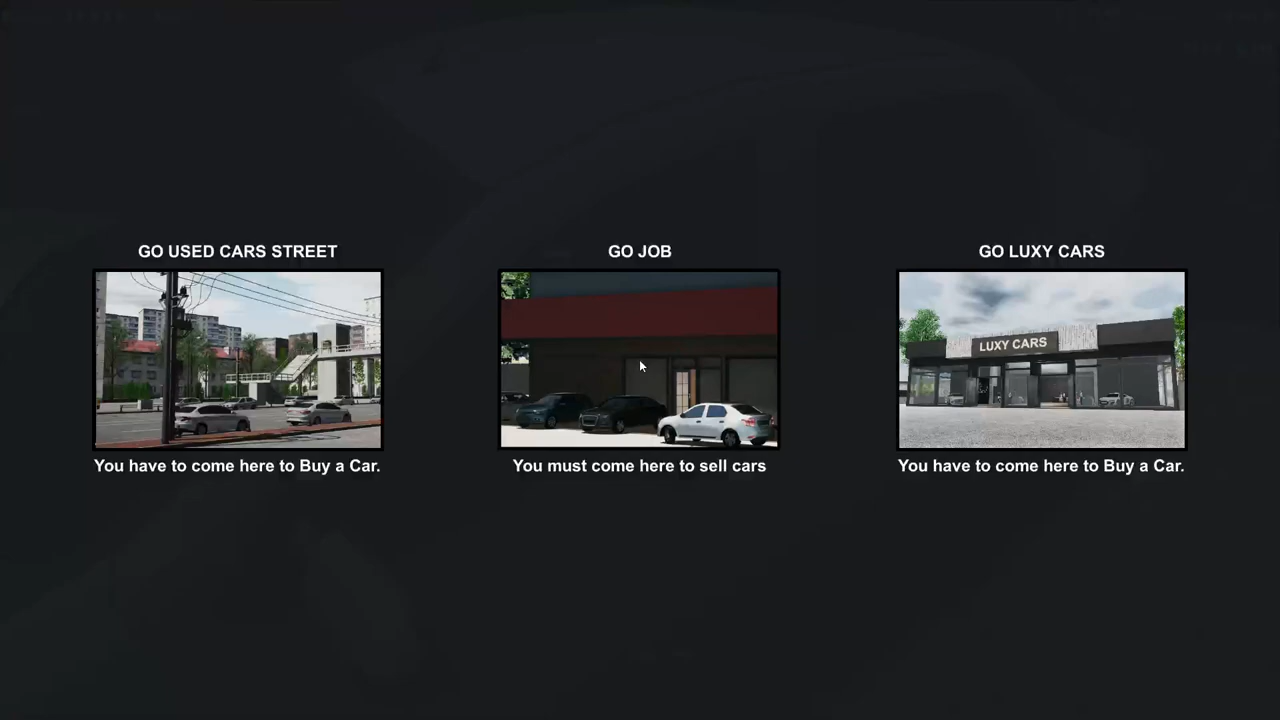 GO USED CARS STREET
GO JOB
GO LUXY CARS
LUXY CARS
You have to come here to Buy a Car.
You must come here to sell cars
You have to come here to Buy a Car.